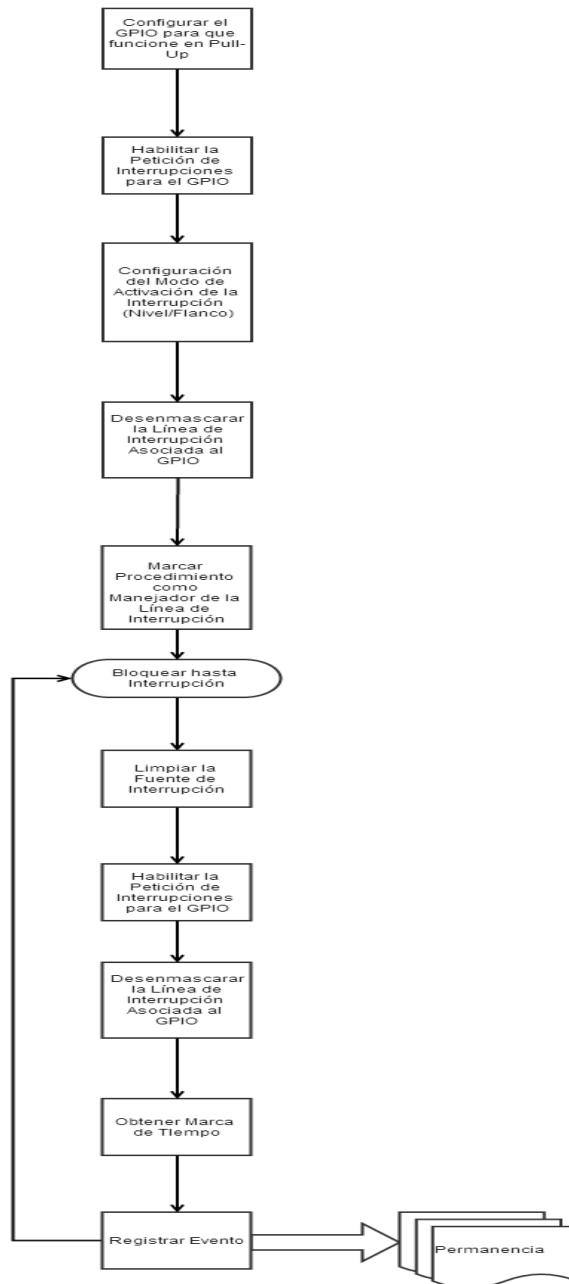 Configurar el
GPIO para que
funcione en Pull-
Up
Habilitar la
Petición de
Interrupciones
para el GPIO
Configuración
del Modo de
Activación de la
Interrupción
(Nivel/Flanco)
Desenmascarar
la Línea de
Interrupción
Asociada al
GPIO
Marcar
Procedimiento
como
Manejador de la
Línea de
Interrupción
Bloquear hasta
Interrupción
Limpiar la
Fuente de
Interrupción
Habilitar la
Petición de
Interrupciones
para el GPIO
Desenmascarar
la Línea de
Interrupción
Asociada al
GPIO
Obtener Marca
de TIempo
Registrar Evento
Permanencia